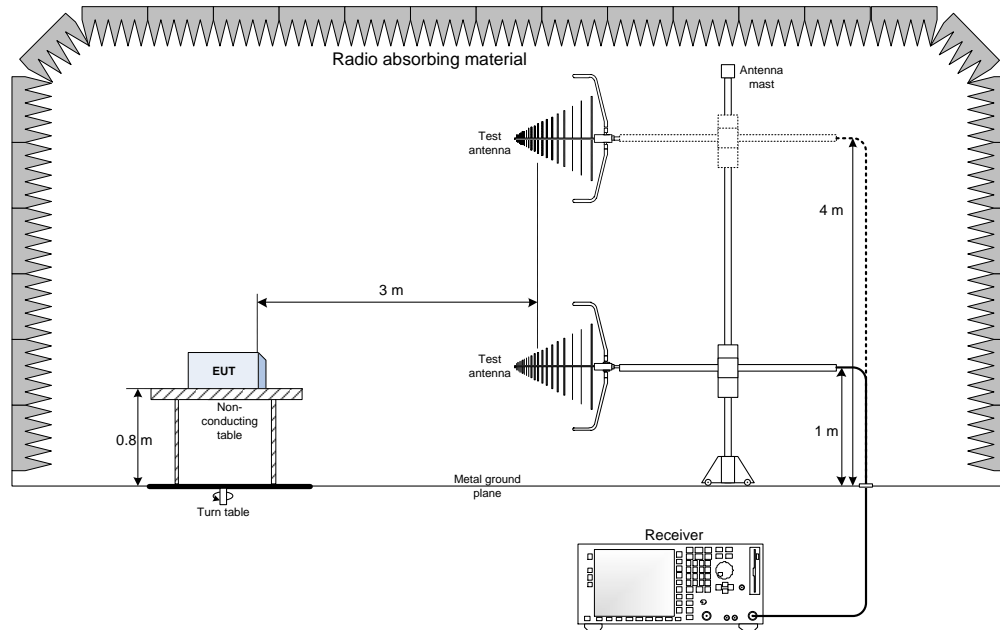 Radio absorbing material
Antenna
mast
Test
antenna
4 m
3 m
Test
antenna
EUT
Non-
conducting
table
0.8 m
1 m
Metal ground
plane
Turn table
Receiver